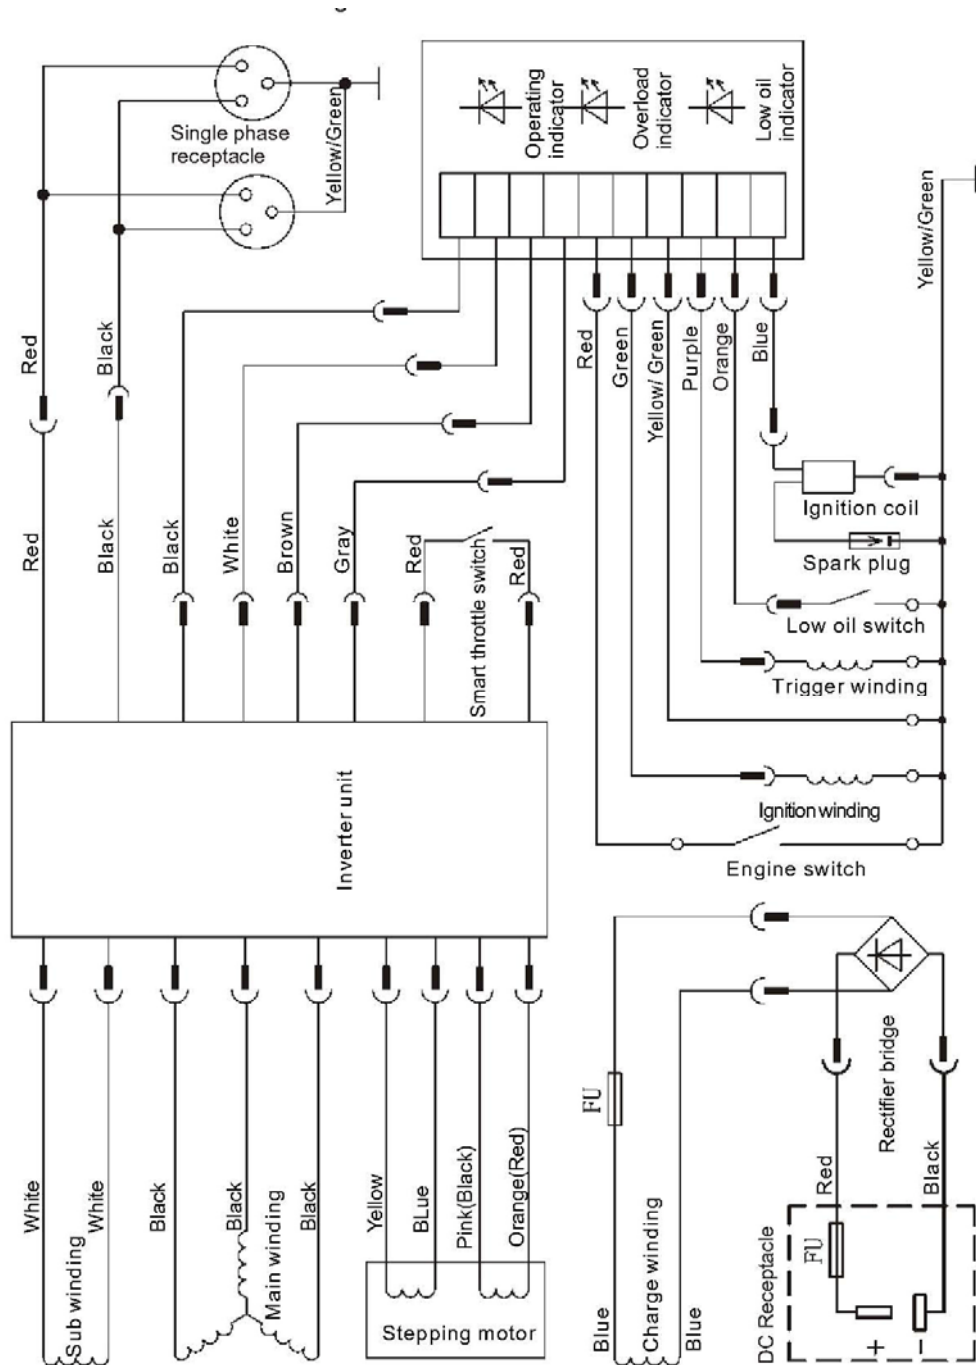 Single phase
receptacle
Yellow/Green
Operating
indicator
Overload
indicator
Low oil
indicator
Yellow/Green
Red
Black
Red
Green
Yellow/ Green
Purple
Orange
Blue
Ignition coil
Spark plug
Low oil switch
Trigger winding
Ignition winding
Engine switch
Red
Black
Black
White
Brown
Gray
Red
Smart throttle switch
Red
Inverter unit
FU
Rectifier bridge
White
Sub winding
White
Black
Black
Main winding
Black
Yellow
BLue
Pink(Black)
Orange(Red)
Stepping motor
Blue
Charge winding
Blue
Red
Black
DC Receptacle
FU
+
−